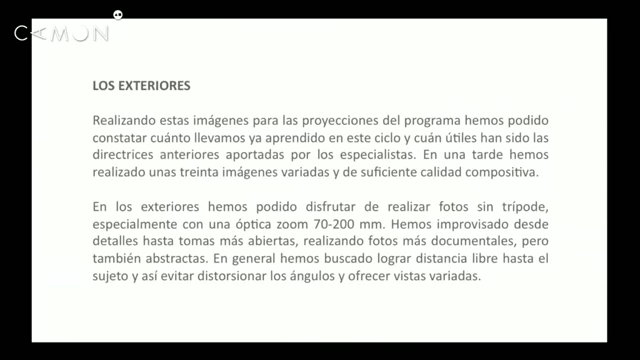 CAMON
LOS EXTERIORES
Realizando estas imágenes para las proyecciones del programa hemos podido
constatar cuánto llevamos ya aprendido en este ciclo y cuán útiles han sido las
directrices anteriores aportadas por los especialistas. En una tarde hemos
realizado unas treinta imágenes variadas y de suficiente calidad compositiva.
En los exteriores hemos podido disfrutar de realizar fotos sin trípode,
especialmente con una óptica zoom 70-200 mm. Hemos improvisado desde
detalles hasta tomas más abiertas, realizando fotos más documentales, pero
también abstractas. En general hemos buscado lograr distancia libre hasta el
sujeto y así evitar distorsionar los ángulos y ofrecer vistas variadas.